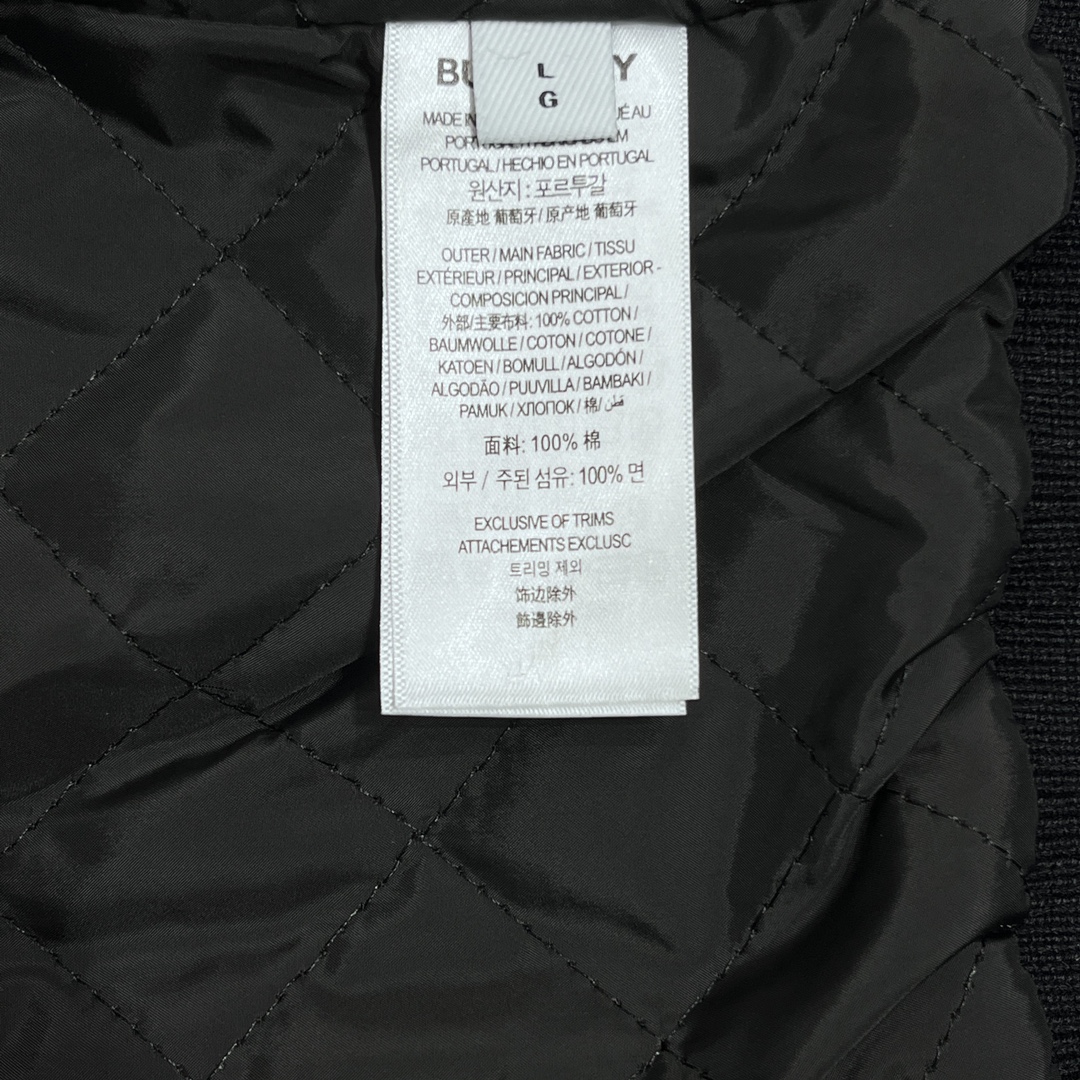 L
G
MADE IN
PORTUGAL/HECHO EN PORTUGAL
원산지 : 포르투갈
原產地 葡萄牙/ 原产地 葡萄牙
OUTER / MAIN FABRIC / TISSU
EXTÉRIEUR / PRINCIPAL / EXTERIOR -
COMPOSICION PRINCIPAL /
外部/主要布料: 100% COTTON /
BAUMWOLLE / COTON / COTONE /
KATOEN / BOMULL / ALGODÓN /
ALGODÃO / PUUVILLA / BAMBAKI /
PAMUK / ХЛОПОК / 棉/ قطن
面料: 100% 棉
외부 / 주된 섬유: 100% 면
EXCLUSIVE OF TRIMS
ATTACHEMENTS EXCLUSC
트리밍 제외
饰边除外
飾邊除外